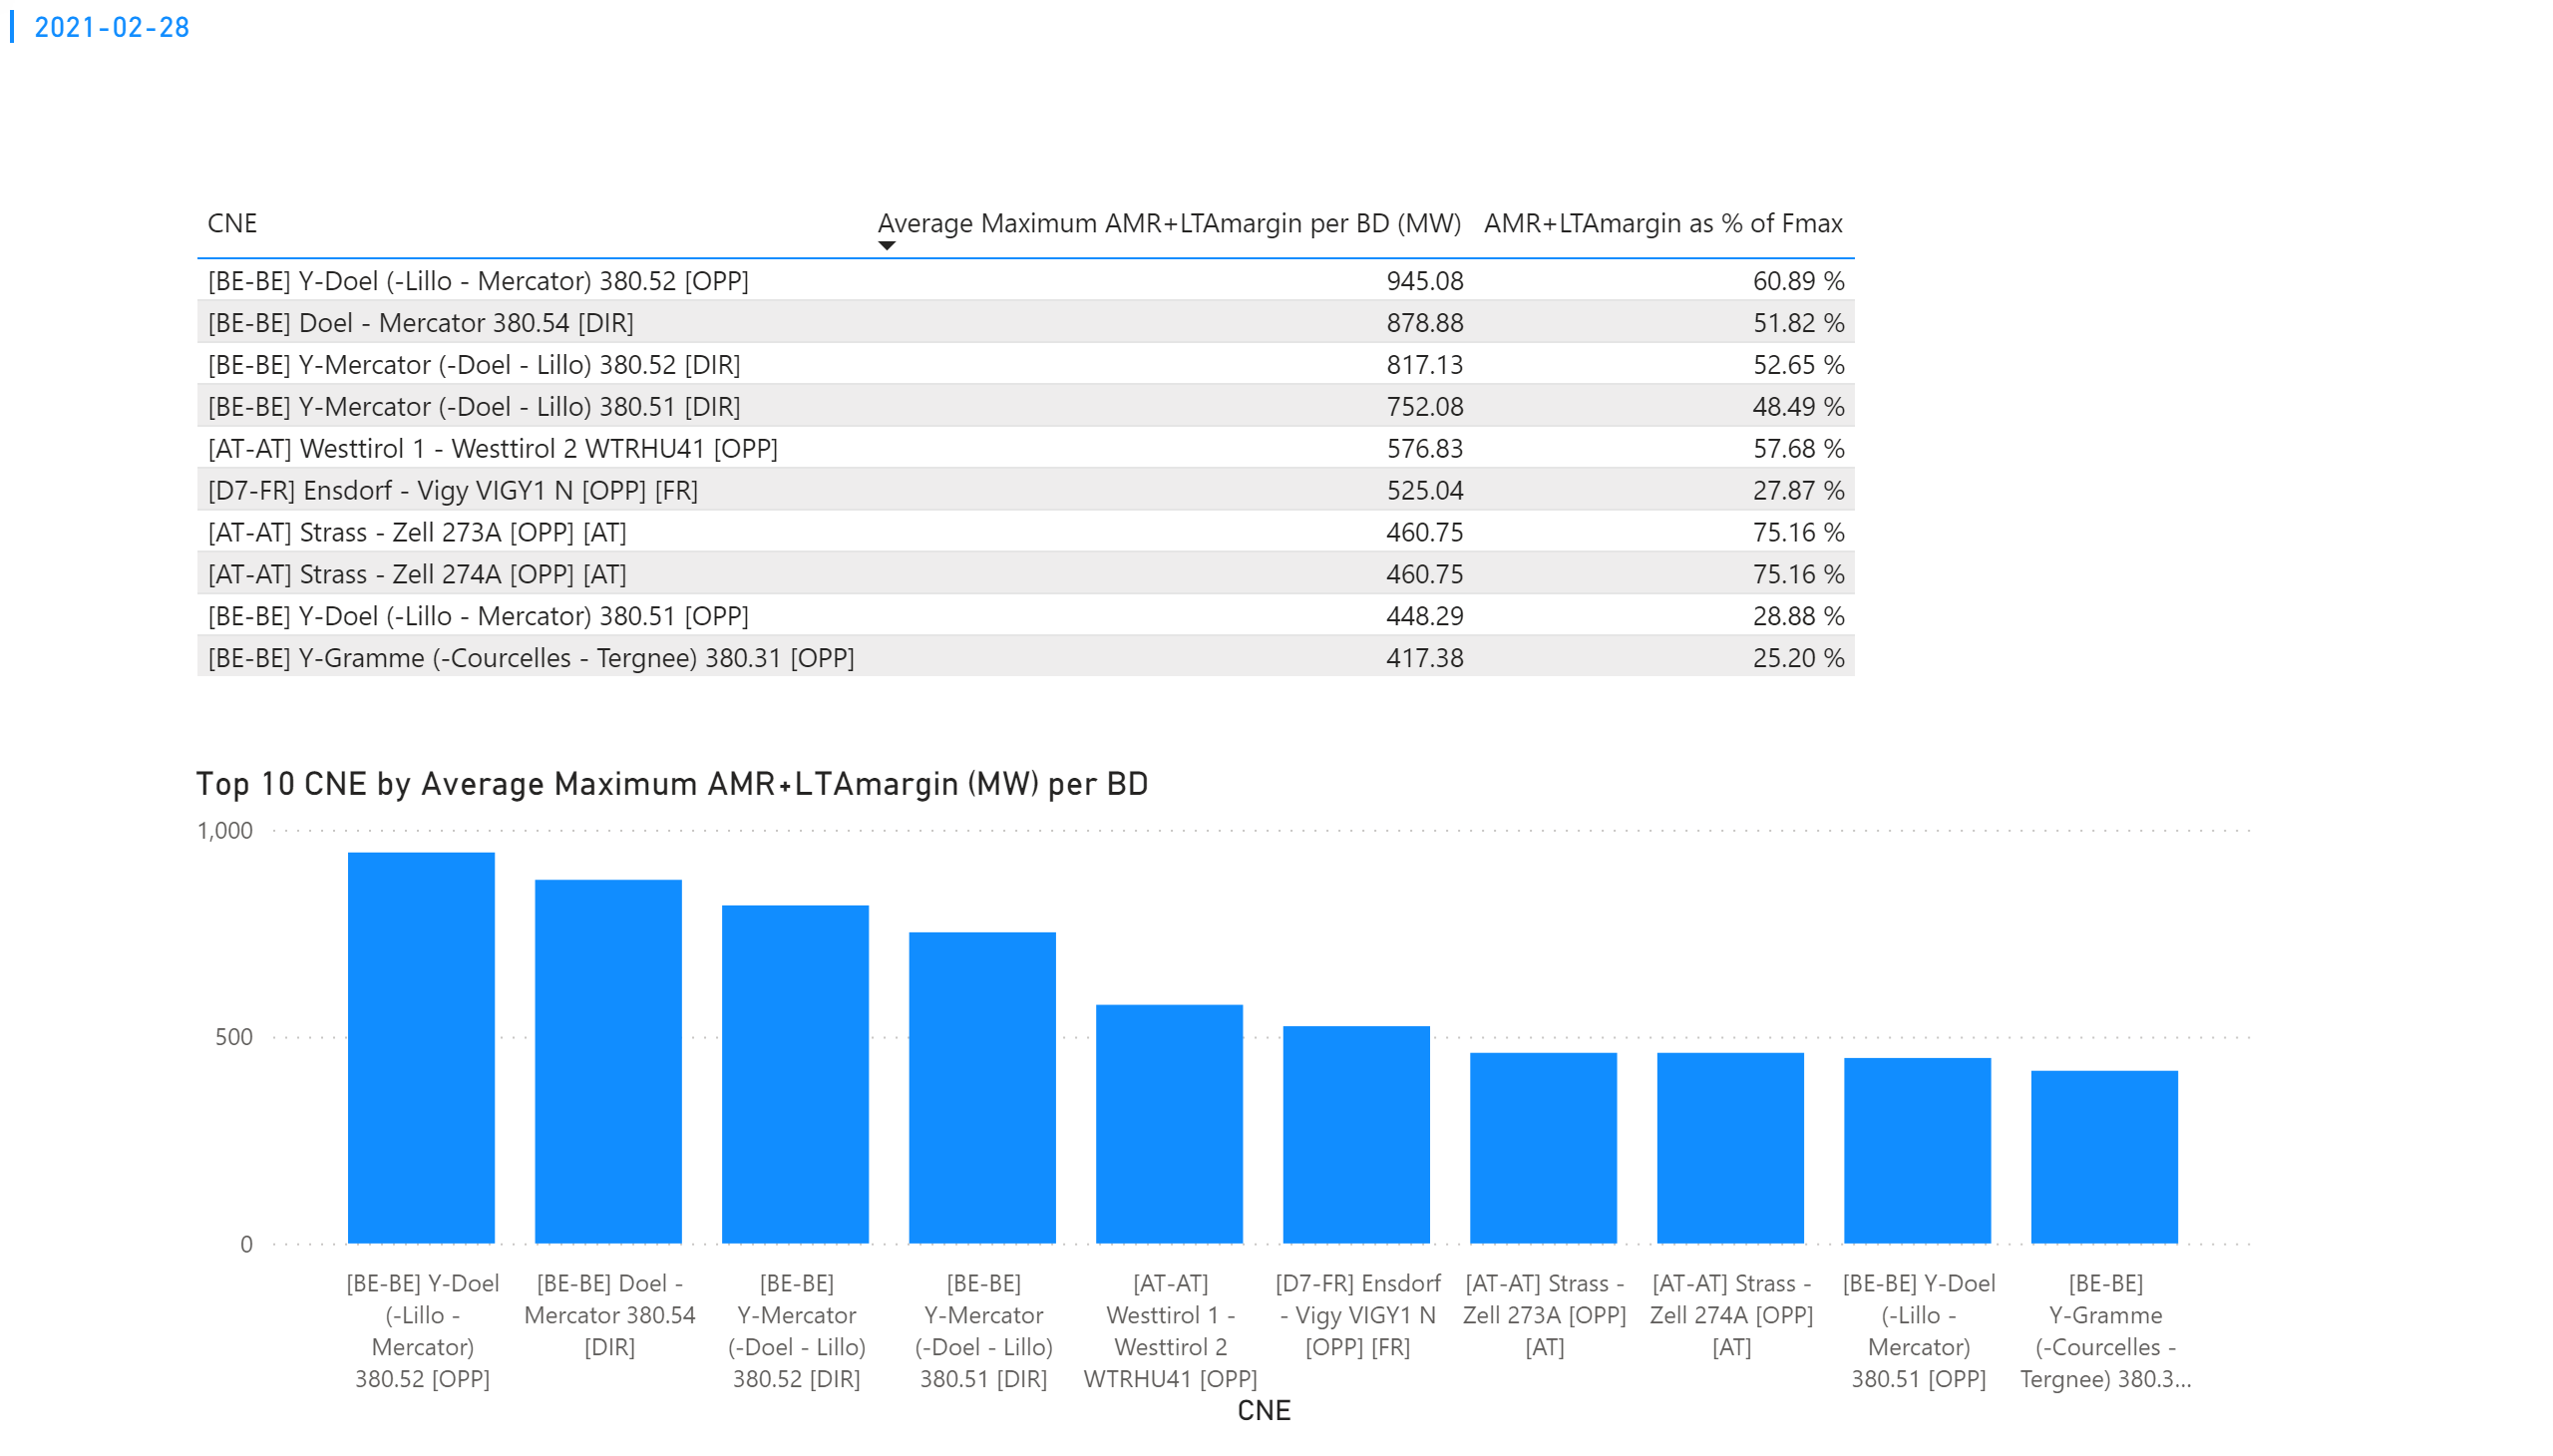 2021-02-28
CNE Average Maximum AMR+LTAmargin per BD (MW) AMR+LTAmargin as % of Fmax
[BE-BE] Y-Doel (-Lillo - Mercator) 380.52 [OPP] 945.08 60.89 %
[BE-BE] Doel - Mercator 380.54 [DIR] 878.88 51.82 %
[BE-BE] Y-Mercator (-Doel - Lillo) 380.52 [DIR] 817.13 52.65 %
[BE-BE] Y-Mercator (-Doel - Lillo) 380.51 [DIR] 752.08 48.49 %
[AT-AT] Westtirol 1 - Westtirol 2 WTRHU41 [OPP] 576.83 57.68 %
[D7-FR] Ensdorf - Vigy VIGY1 N [OPP] [FR] 525.04 27.87 %
[AT-AT] Strass - Zell 273A [OPP] [AT] 460.75 75.16 %
[AT-AT] Strass - Zell 274A [OPP] [AT] 460.75 75.16 %
[BE-BE] Y-Doel (-Lillo - Mercator) 380.51 [OPP] 448.29 28.88 %
[BE-BE] Y-Gramme (-Courcelles - Tergnee) 380.31 [OPP] 417.38 25.20 %
Top 10 CNE by Average Maximum AMR+LTAmargin (MW) per BD
1,000
500
0
[BE-BE] Y-Doel
(-Lillo -
Mercator)
380.52 [OPP]
[BE-BE] Doel -
Mercator 380.54
[DIR]
[BE-BE]
Y-Mercator
(-Doel - Lillo)
380.52 [DIR]
[BE-BE]
Y-Mercator
(-Doel - Lillo)
380.51 [DIR]
[AT-AT]
Westtirol 1 -
Westtirol 2
WTRHU41 [OPP]
[D7-FR] Ensdorf
- Vigy VIGY1 N
[OPP] [FR]
[AT-AT] Strass -
Zell 273A [OPP]
[AT]
[AT-AT] Strass -
Zell 274A [OPP]
[AT]
[BE-BE] Y-Doel
(-Lillo -
Mercator)
380.51 [OPP]
[BE-BE]
Y-Gramme
(-Courcelles -
Tergnee) 380.3...
CNE